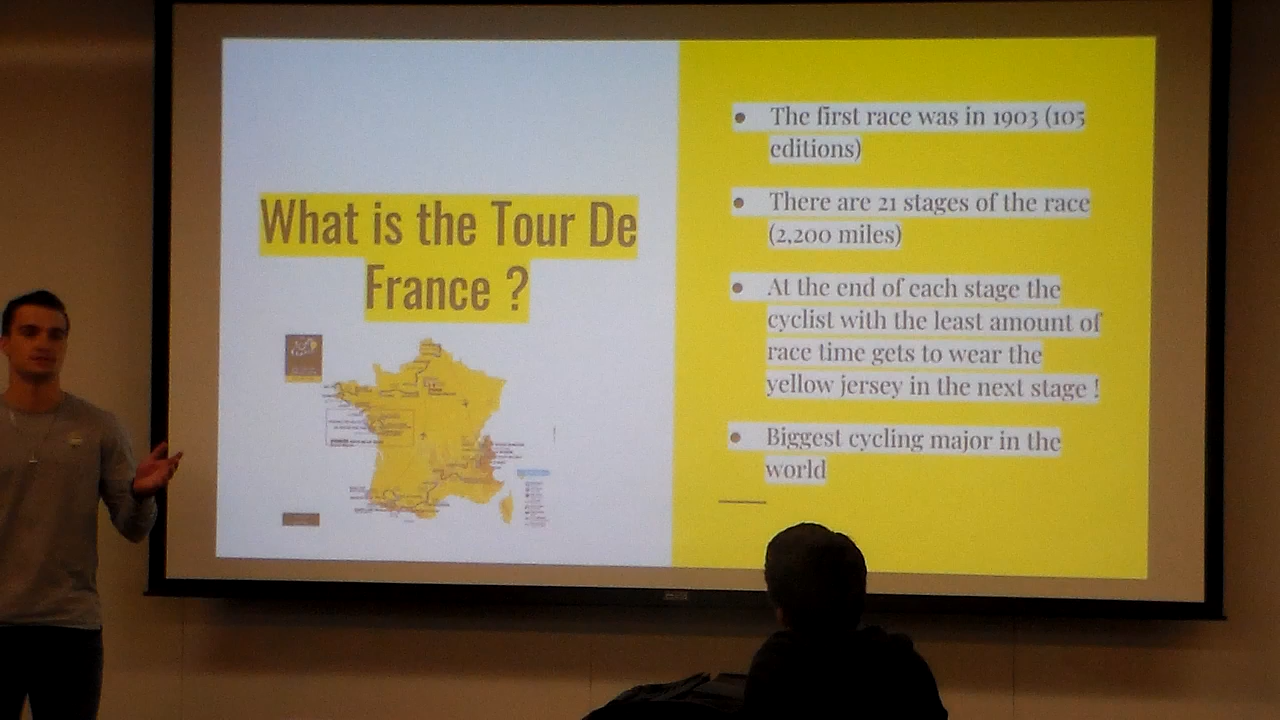 What is the Tour De
France ?
● The first race was in 1903 (105
editions)
● There are 21 stages of the race
(2,200 miles)
● At the end of each stage the
cyclist with the least amount of
race time gets to wear the
yellow jersey in the next stage !
● Biggest cycling major in the
world